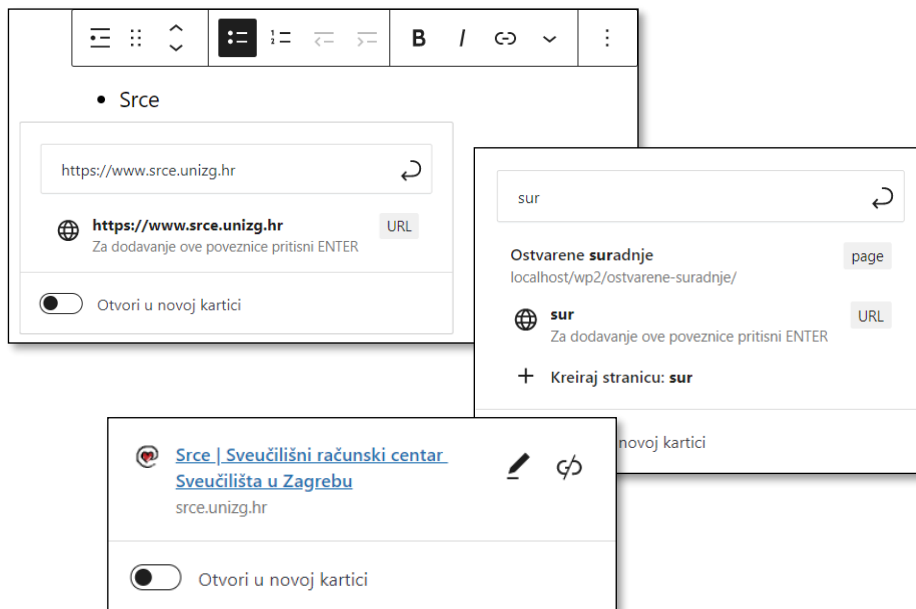 B I
• Srce
https://www.srce.unizg.hr
https://www.srce.unizg.hr URL
Za dodavanje ove poveznice pritisni ENTER
Otvori u novoj kartici
sur
Ostvarene suradnje page
localhost/wp2/ostvarene-suradnje/
sur URL
Za dodavanje ove poveznice pritisni ENTER
Kreiraj stranicu: sur
novoj kartici
Srce | Sveučilišni računski centar
Sveučilišta u Zagrebu
srce.unizg.hr
Otvori u novoj kartici